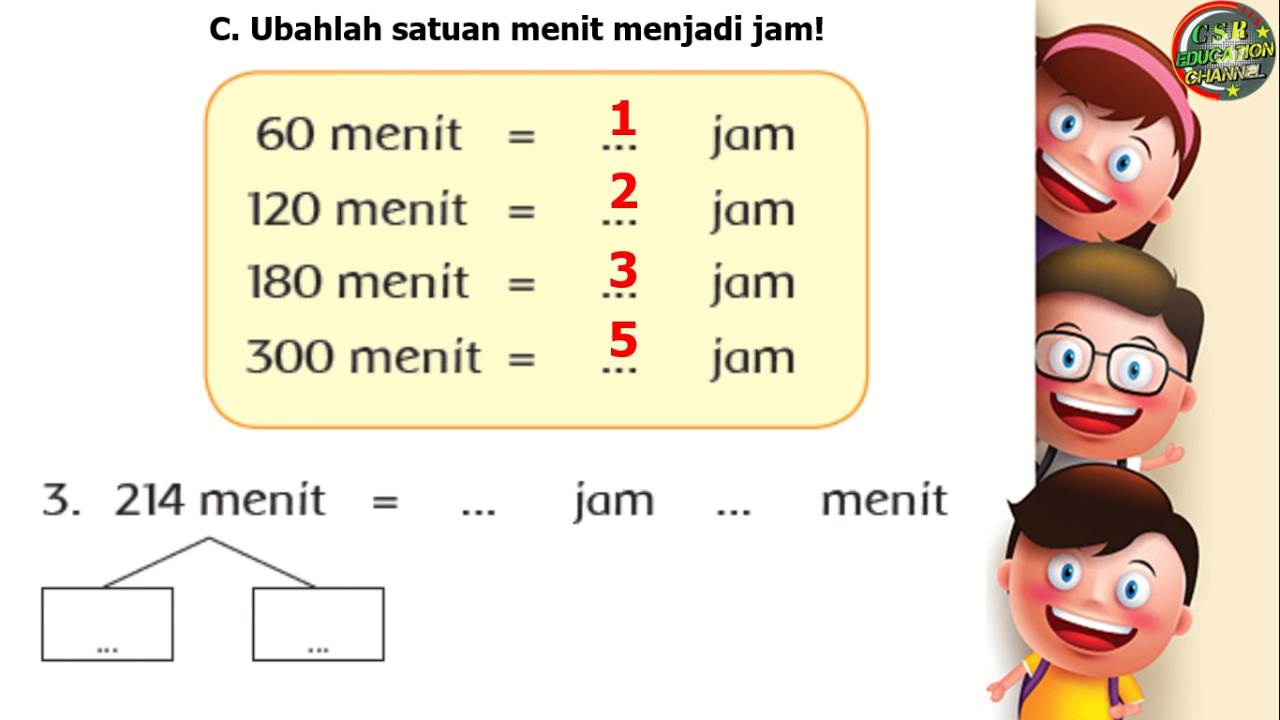 C. Ubahlah satuan menit menjadi jam!
CSR
EDUCATION
CHANNEL
60 menit = 1 ... jam
120 menit = 2 ... jam
180 menit = 3 ... jam
300 menit = 5 ... jam
3. 214 menit = ... jam ... menit
... ...